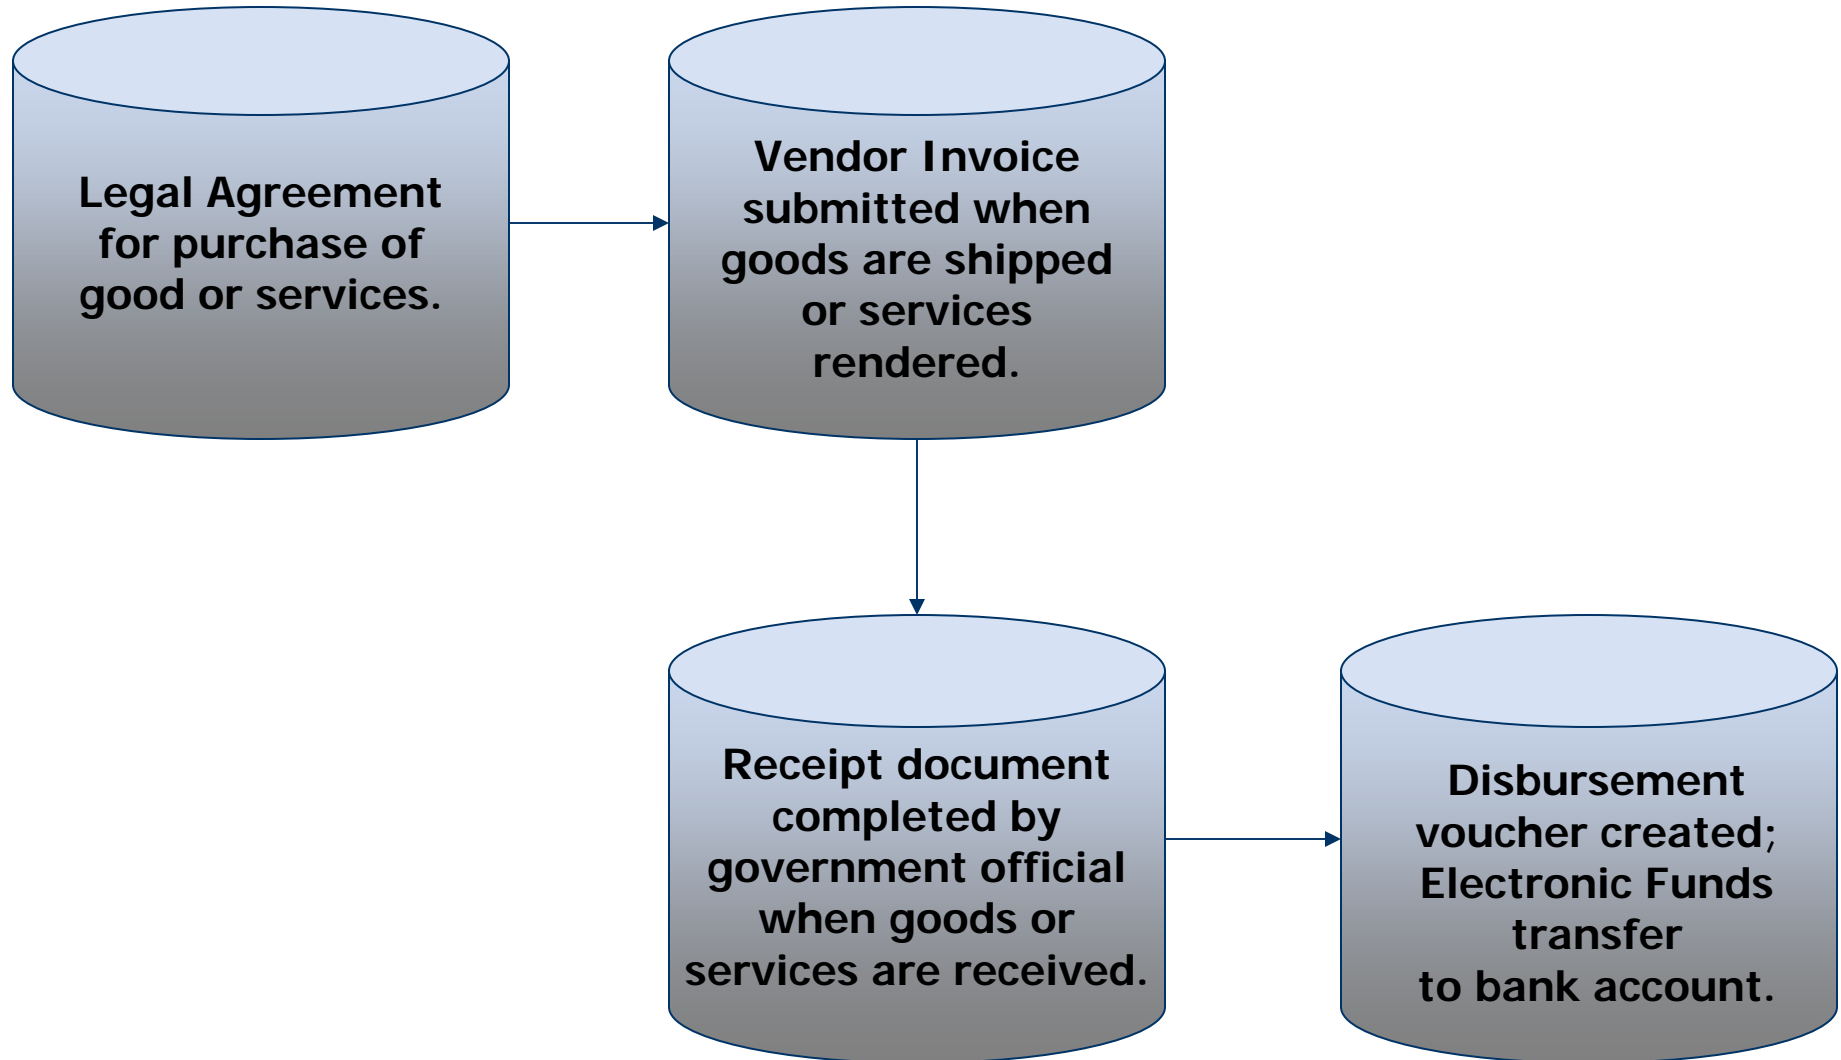 Legal Agreement
for purchase of
good or services.
Vendor Invoice
submitted when
goods are shipped
or services
rendered.
Receipt document
completed by
government official
when goods or
services are received.
Disbursement
voucher created;
Electronic Funds
transfer
to bank account.